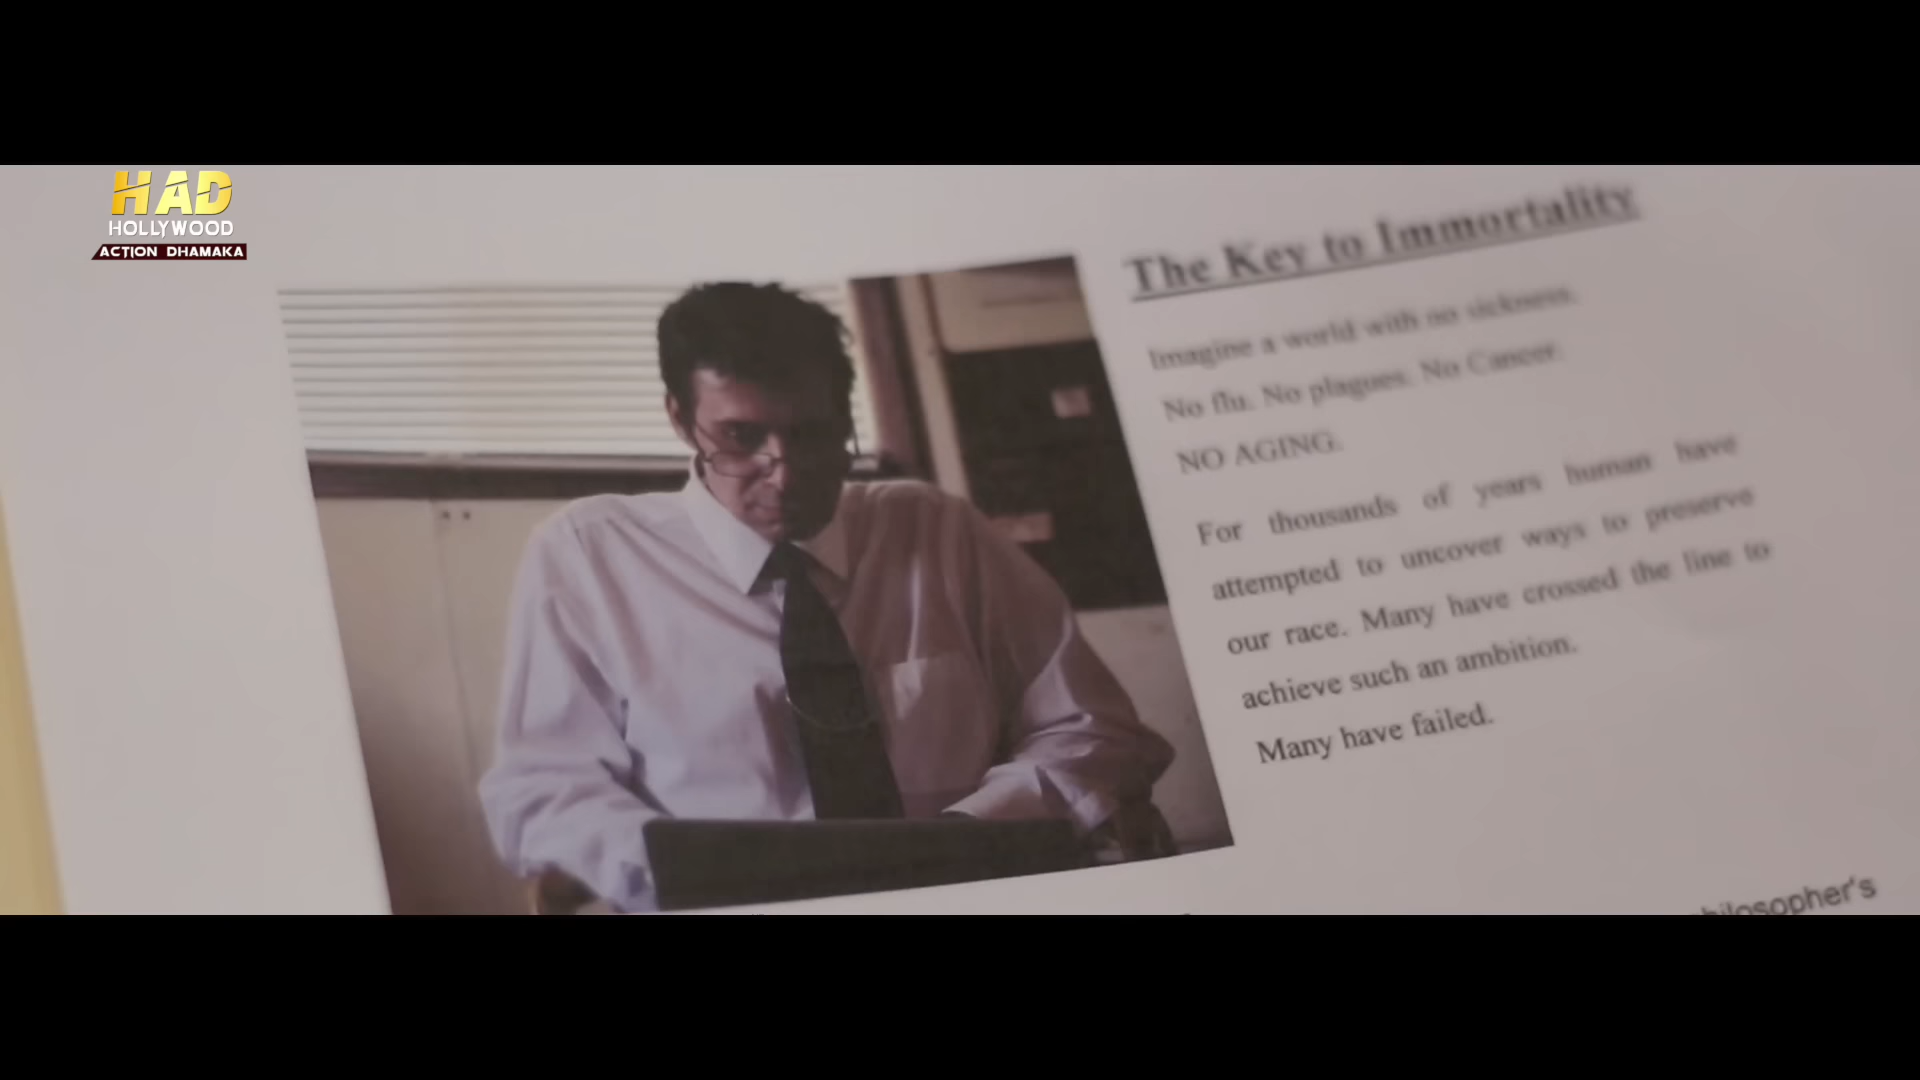 HAD
HOLLYWOOD
ACTION DHAMAKA
The Key to Immortality
Imagine a world with no sickness.
No flu. No plagues. No Cancer.
NO AGING.
For thousands of years human have
attempted to uncover ways to preserve
our race. Many have crossed the line to
achieve such an ambition.
Many have failed.